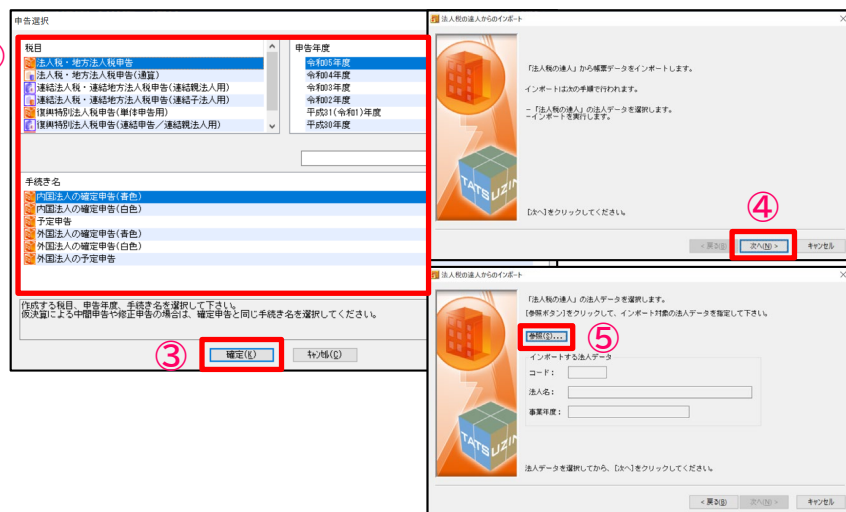 申告選択
税目
法人税・地方法人税申告
法人税・地方法人税申告(通算)
連結法人税・連結地方法人税申告(連結親法人用)
連結法人税・連結地方法人税申告(連結子法人用)
復興特別法人税申告(単体申告用)
復興特別法人税申告(連結申告/連結親法人用)
申告年度
令和05年度
令和04年度
令和03年度
令和02年度
平成31(令和01)年度
平成30年度
手続き名
内国法人の確定申告(青色)
内国法人の確定申告(白色)
予定申告
外国法人の確定申告(青色)
外国法人の確定申告(白色)
外国法人の予定申告
作成する税目、申告年度、手続き名を選択して下さい。
仮決算による中間申告や修正申告の場合は、確定申告と同じ手続き名を選択してください。
③
確定(K)
キャンセル(C)
法人税の達人からのインポート
「法人税の達人」から帳票データをインポートします。
インポートは次の手順で行われます。
-「法人税の達人」の法人データを選択します。
-インポートを実行します。
TATSUZIN
[次へ]をクリックしてください。
④
< 戻る(B)
次へ(N) >
キャンセル
法人税の達人からのインポート
「法人税の達人」の法人データを選択します。
[参照ボタン]をクリックして、インポート対象の法人データを指定して下さい。
参照(S)...
⑤
インポートする法人データ
コード:
法人名:
事業年度:
TATSUZIN
法人データを選択してから、[次へ]をクリックしてください。
< 戻る(B)
次へ(N) >
キャンセル